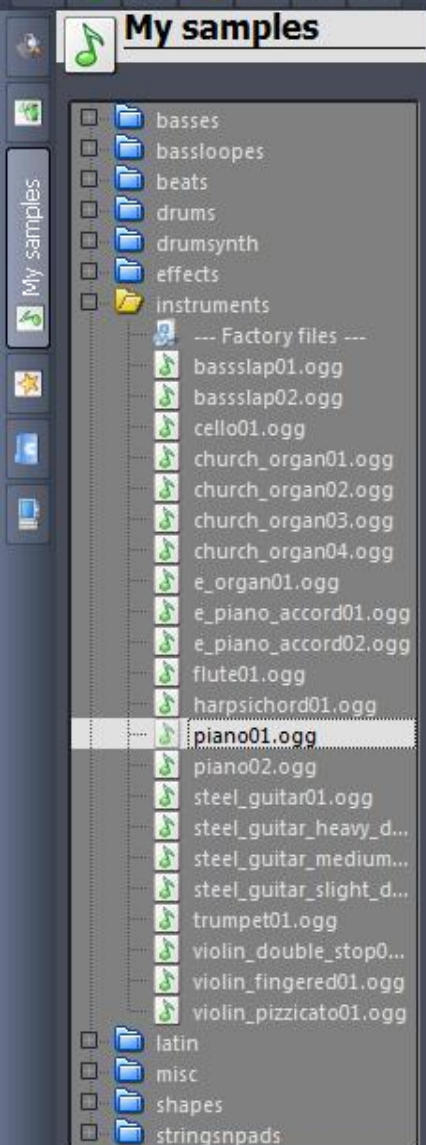 My samples
My samples
basses
bassloopes
beats
drums
drumsynth
effects
instruments
--- Factory files ---
bassslap01.ogg
bassslap02.ogg
cello01.ogg
church_organ01.ogg
church_organ02.ogg
church_organ03.ogg
church_organ04.ogg
e_organ01.ogg
e_piano_accord01.ogg
e_piano_accord02.ogg
flute01.ogg
harpsichord01.ogg
piano01.ogg
piano02.ogg
steel_guitar01.ogg
steel_guitar_heavy_d...
steel_guitar_medium...
steel_guitar_slight_d...
trumpet01.ogg
violin_double_stop0...
violin_fingered01.ogg
violin_pizzicato01.ogg
latin
misc
shapes
stringsnpads